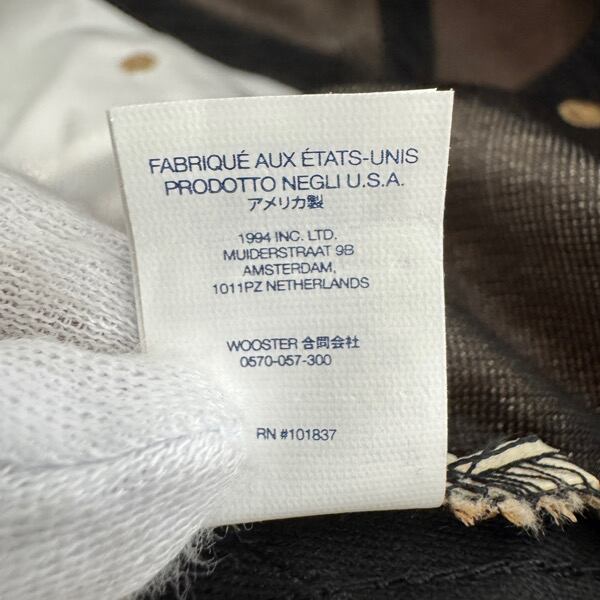 FABRIQUÉ AUX ÉTATS-UNIS
PRODOTTO NEGLI U.S.A.
アメリカ製
1994 INC. LTD.
MUIDERSTRAAT 9B
AMSTERDAM,
1011PZ NETHERLANDS
WOOSTER 合同会社
0570-057-300
RN #101837